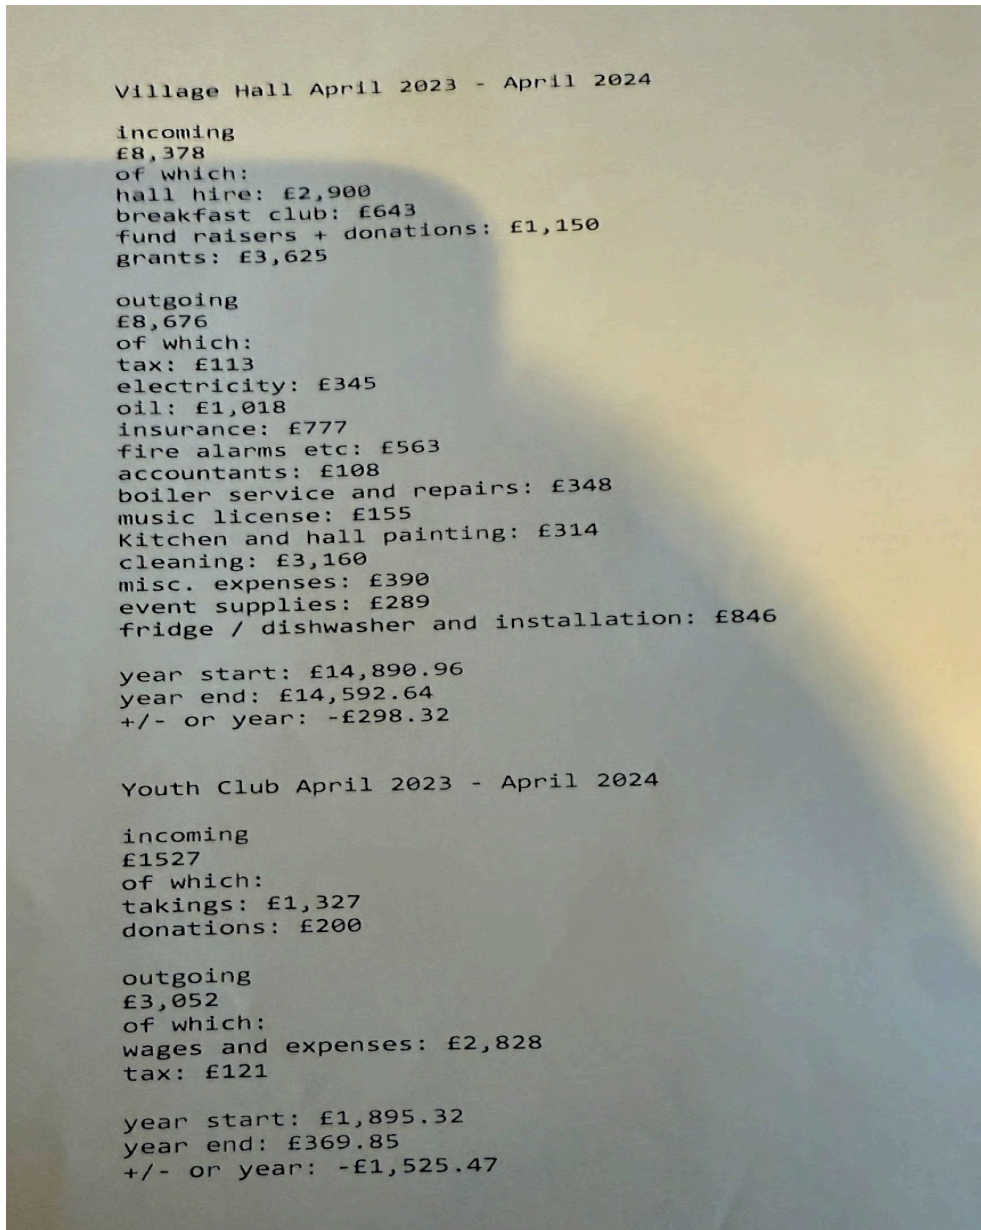 Village Hall April 2023 - April 2024
incoming
£8,378
of which:
hall hire: £2,900
breakfast club: £643
fund raisers + donations: £1,150
grants: £3,625
outgoing
£8,676
of which:
tax: £113
electricity: £345
oil: £1,018
insurance: £777
fire alarms etc: £563
accountants: £108
boiler service and repairs: £348
music license: £155
Kitchen and hall painting: £314
cleaning: £3,160
misc. expenses: £390
event supplies: £289
fridge / dishwasher and installation: £846
year start: £14,890.96
year end: £14,592.64
+/- or year: -£298.32
Youth Club April 2023 - April 2024
incoming
£1527
of which:
takings: £1,327
donations: £200
outgoing
£3,052
of which:
wages and expenses: £2,828
tax: £121
year start: £1,895.32
year end: £369.85
+/- or year: -£1,525.47